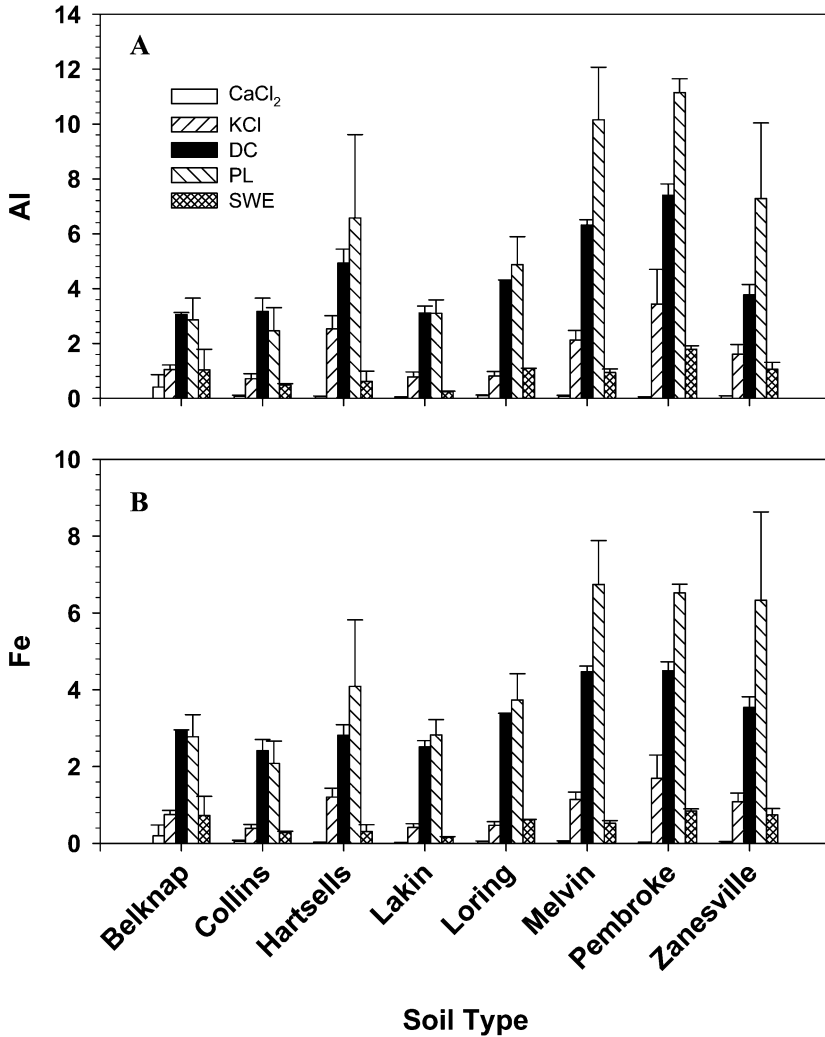 A
14
12
10
8
6
4
2
0
Al
CaCl₂
KCl
DC
PL
SWE
B
10
8
6
4
2
0
Fe
Belknap
Collins
Hartsells
Lakin
Loring
Melvin
Pembroke
Zanesville
Soil Type